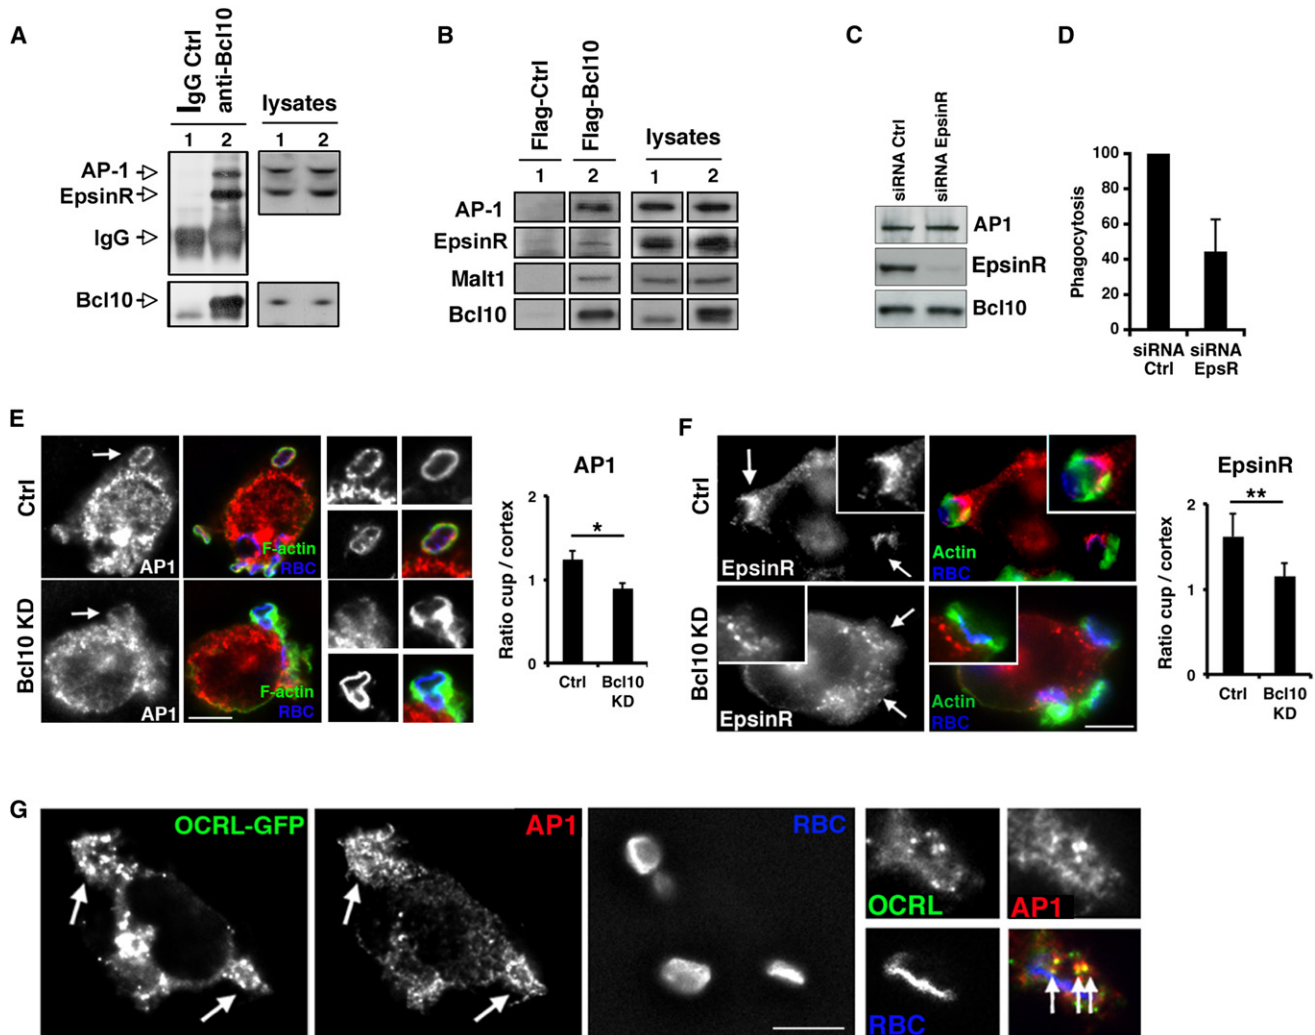 A
IgG Ctrl
anti-Bcl10
lysates
1 2 1 2
AP-1
EpsinR
IgG
Bcl10
B
Flag-Ctrl
Flag-Bcl10
lysates
1 2 1 2
AP-1
EpsinR
Malt1
Bcl10
C
siRNA Ctrl
siRNA EpsinR
AP1
EpsinR
Bcl10
D
Phagocytosis
100
80
60
40
20
0
siRNA Ctrl
siRNA EpsR
E
Ctrl
AP1
F-actin
RBC
Bcl10 KD
AP1
F-actin
RBC
AP1
Ratio cup / cortex
2
1
0
*
Ctrl
Bcl10 KD
F
Ctrl
EpsinR
Actin
RBC
Bcl10 KD
EpsinR
Actin
RBC
EpsinR
Ratio cup / cortex
2
1
0
**
Ctrl
Bcl10 KD
G
OCRL-GFP
AP1
RBC
OCRL
AP1
RBC